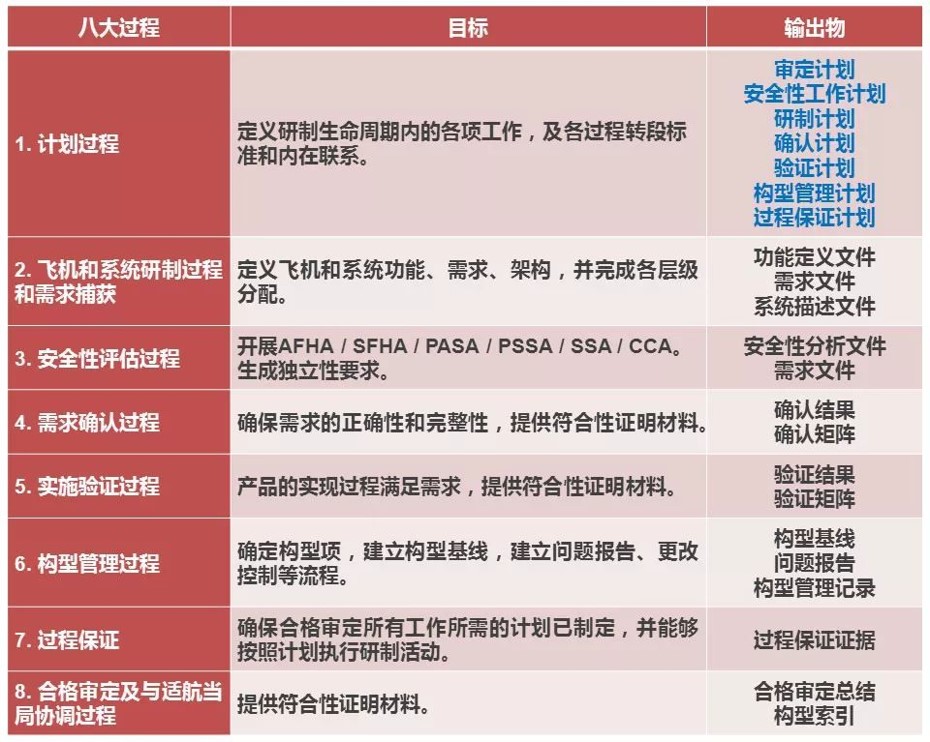 八大过程
目标
输出物
1. 计划过程
定义研制生命周期内的各项工作，及各过程转段标
准和内在联系。
审定计划
安全性工作计划
研制计划
确认计划
验证计划
构型管理计划
过程保证计划
2. 飞机和系统研制过程
和需求捕获
定义飞机和系统功能、需求、架构，并完成各层级
分配。
功能定义文件
需求文件
系统描述文件
3. 安全性评估过程
开展AFHA / SFHA / PASA / PSSA / SSA / CCA。
生成独立性要求。
安全性分析文件
需求文件
4. 需求确认过程
确保需求的正确性和完整性，提供符合性证明材料。
确认结果
确认矩阵
5. 实施验证过程
产品的实现过程满足需求，提供符合性证明材料。
验证结果
验证矩阵
6. 构型管理过程
确定构型项，建立构型基线，建立问题报告、更改
控制等流程。
构型基线
问题报告
构型管理记录
7. 过程保证
确保合格审定所有工作所需的计划已制定，并能够
按照计划执行研制活动。
过程保证证据
8. 合格审定及与适航当
局协调过程
提供符合性证明材料。
合格审定总结
构型索引